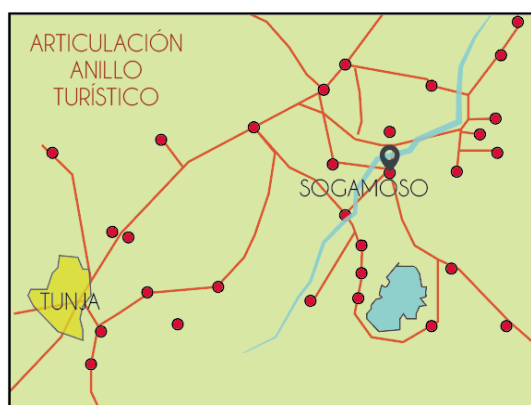 ARTICULACIÓN
ANILLO
TURÍSTICO
SOGAMOSO
TUNJA